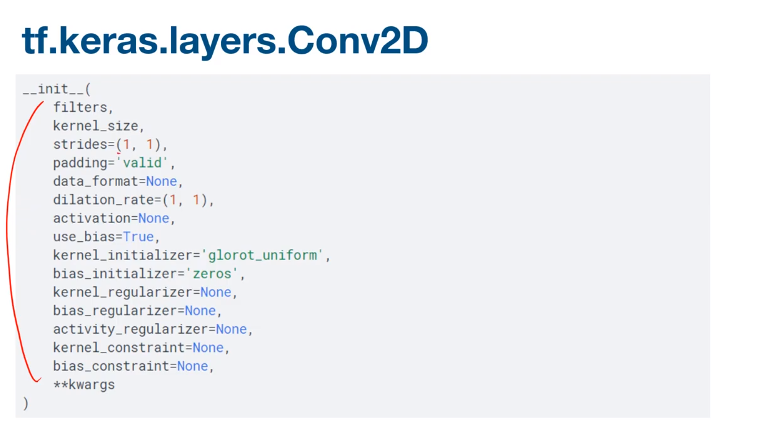 tf.keras.layers.Conv2D
__init__(
    filters,
    kernel_size,
    strides=(1, 1),
    padding='valid',
    data_format=None,
    dilation_rate=(1, 1),
    activation=None,
    use_bias=True,
    kernel_initializer='glorot_uniform',
    bias_initializer='zeros',
    kernel_regularizer=None,
    bias_regularizer=None,
    activity_regularizer=None,
    kernel_constraint=None,
    bias_constraint=None,
    **kwargs
)